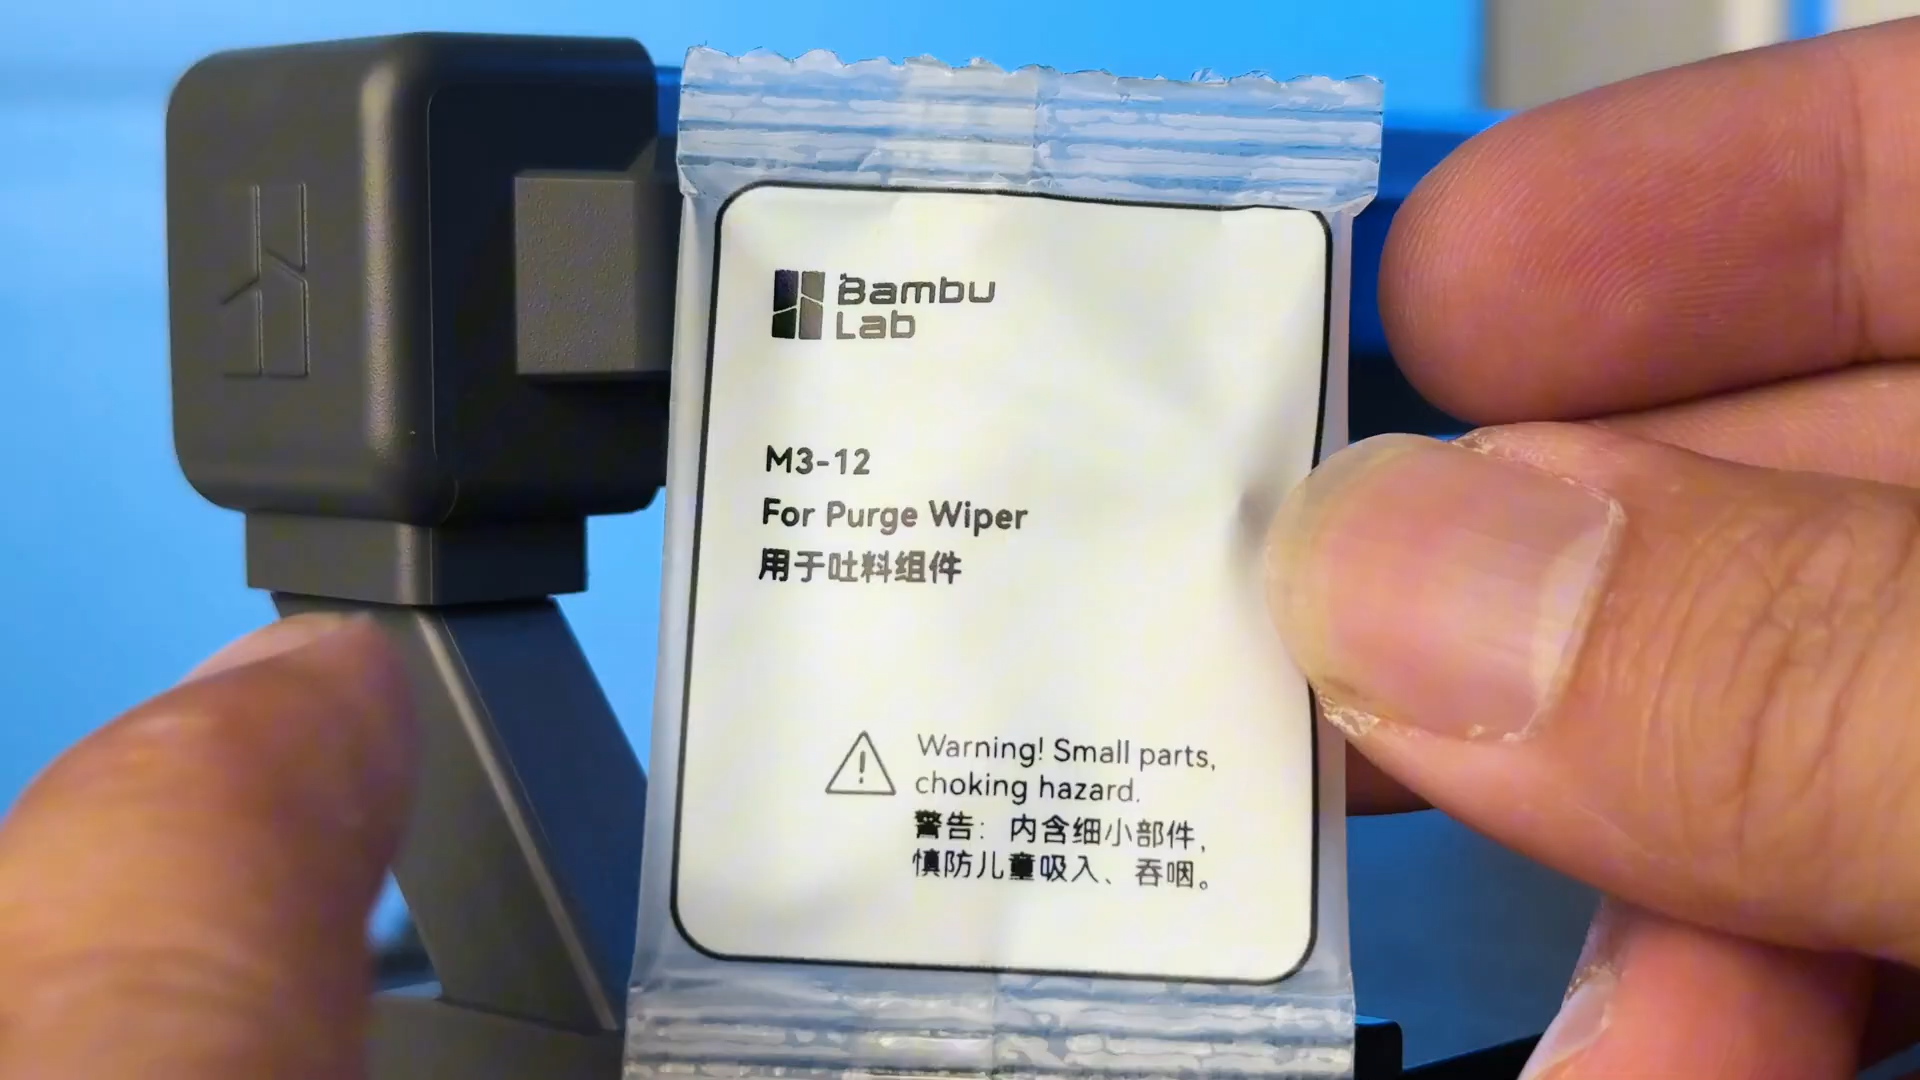 Bambu
Lab
M3-12
For Purge Wiper
用于吐料组件
Warning! Small parts,
choking hazard.
警告：内含细小部件，
慎防儿童吸入、吞咽。